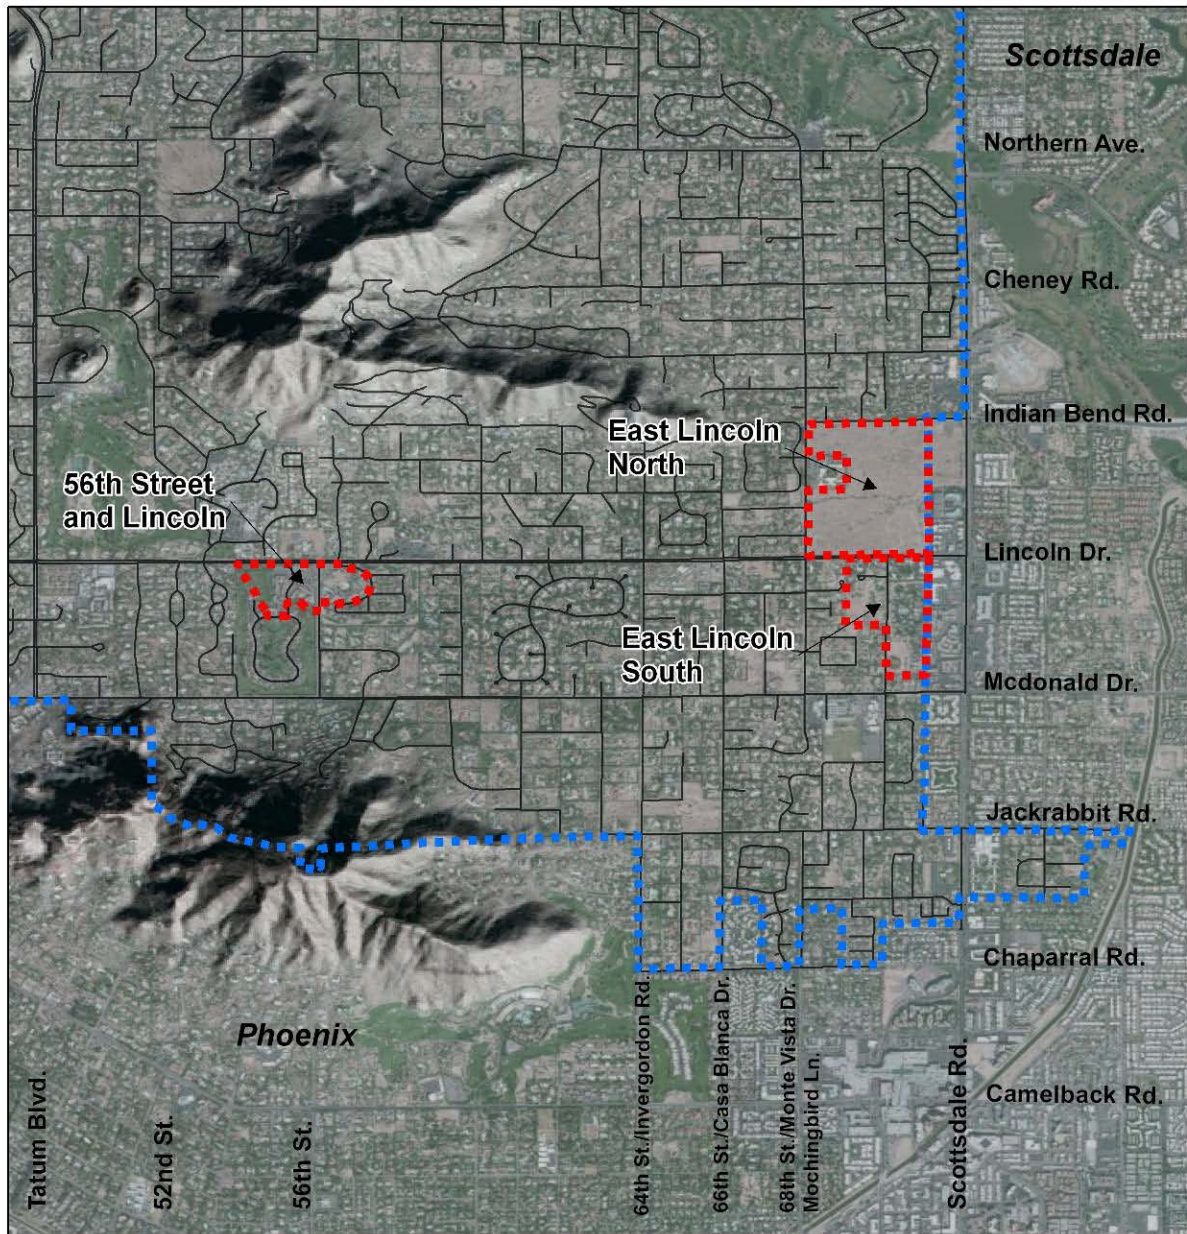 Scottsdale
Northern Ave.
Cheney Rd.
Indian Bend Rd.
East Lincoln
North
56th Street
and Lincoln
Lincoln Dr.
East Lincoln
South
Mcdonald Dr.
Jackrabbit Rd.
Chaparral Rd.
Phoenix
Camelback Rd.
Tatum Blvd.
52nd St.
56th St.
64th St./Invergordon Rd.
66th St./Casa Blanca Dr.
68th St./Monte Vista Dr.
Mochingbird Ln.
Scottsdale Rd.